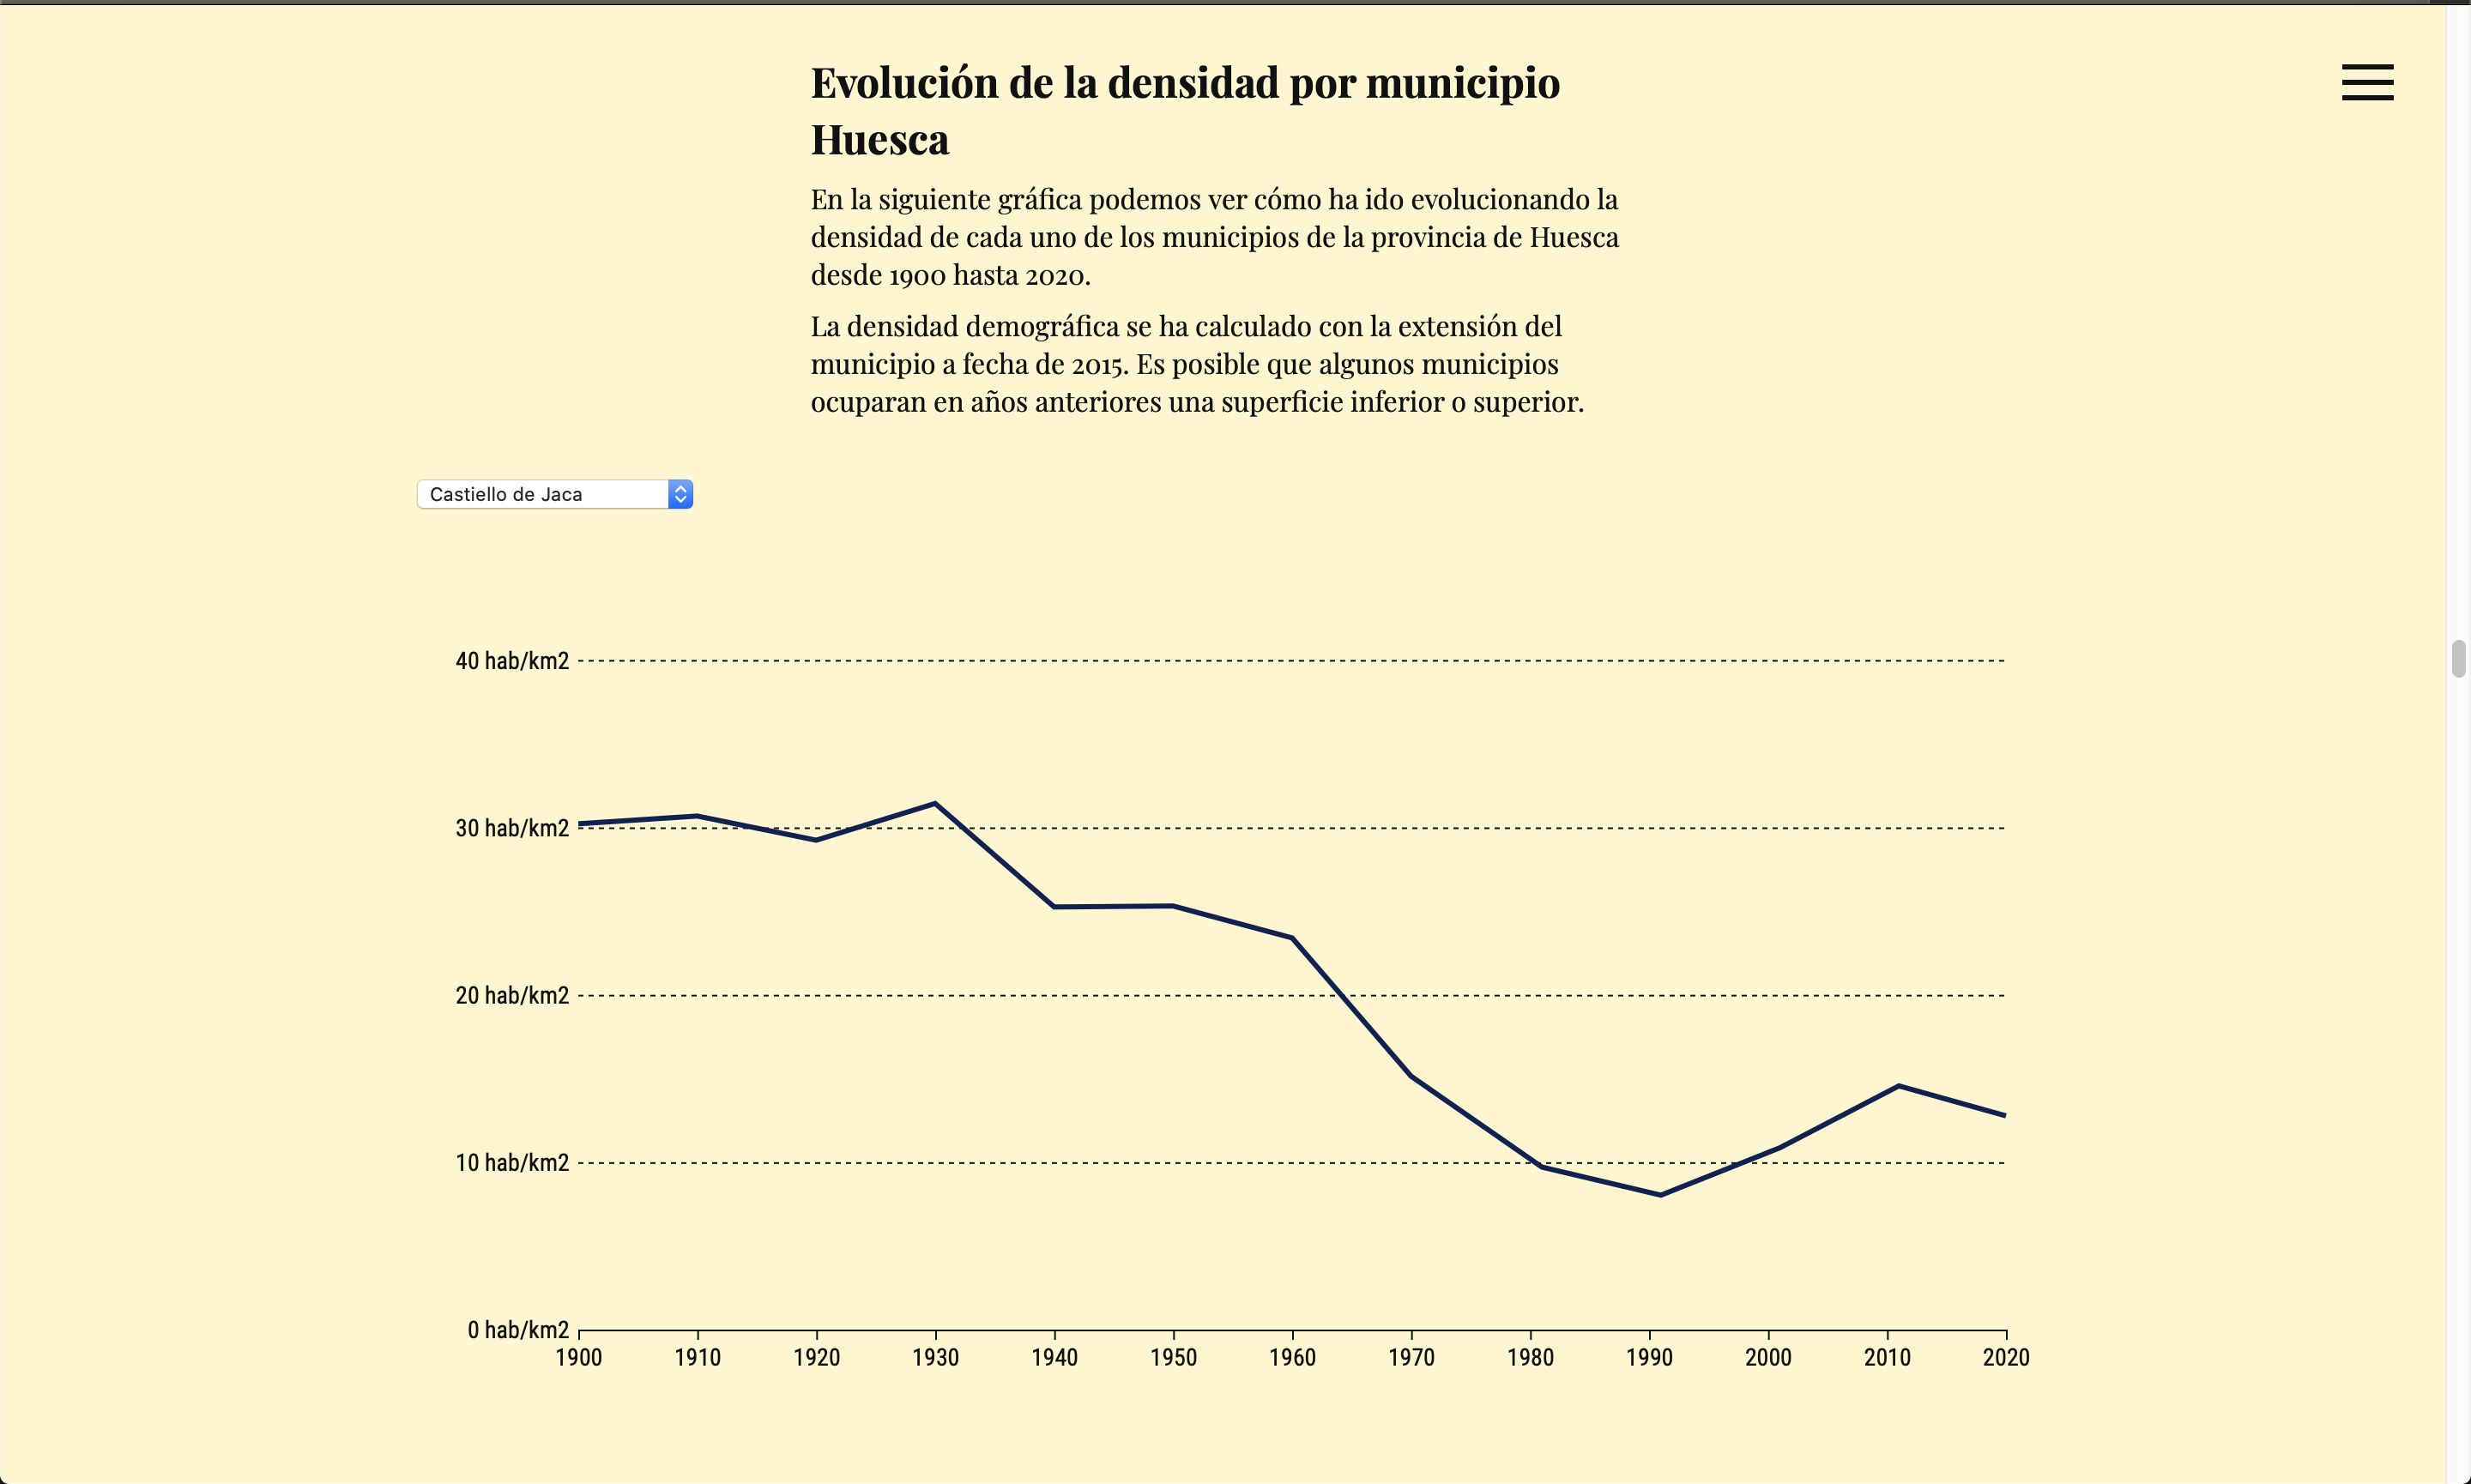 Evolución de la densidad por municipio
Huesca
En la siguiente gráfica podemos ver cómo ha ido evolucionando la
densidad de cada uno de los municipios de la provincia de Huesca
desde 1900 hasta 2020.
La densidad demográfica se ha calculado con la extensión del
municipio a fecha de 2015. Es posible que algunos municipios
ocuparan en años anteriores una superficie inferior o superior.
Castiello de Jaca
40 hab/km2
30 hab/km2
20 hab/km2
10 hab/km2
0 hab/km2
1900 1910 1920 1930 1940 1950 1960 1970 1980 1990 2000 2010 2020